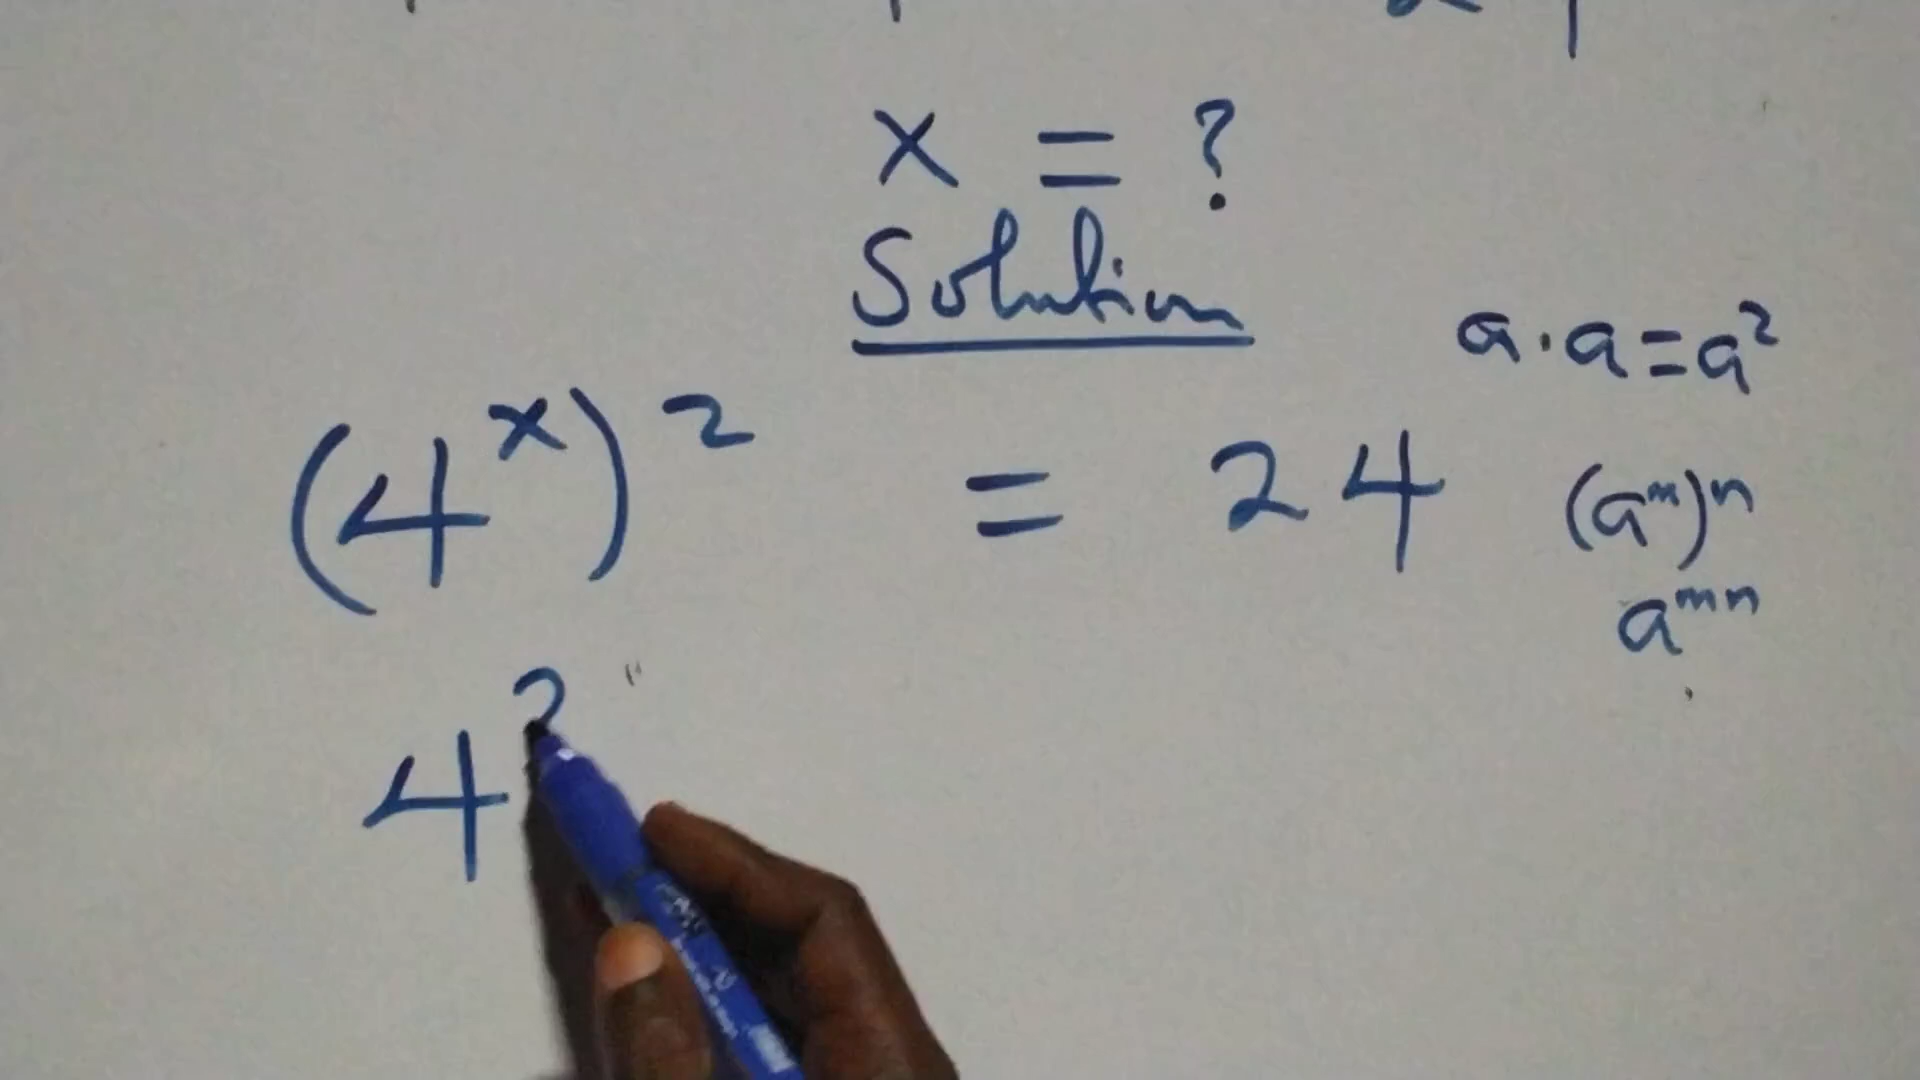 x = ?
Solution
a·a=a²
(4ˣ)² = 24
(aᵐ)ⁿ
aᵐⁿ
4²